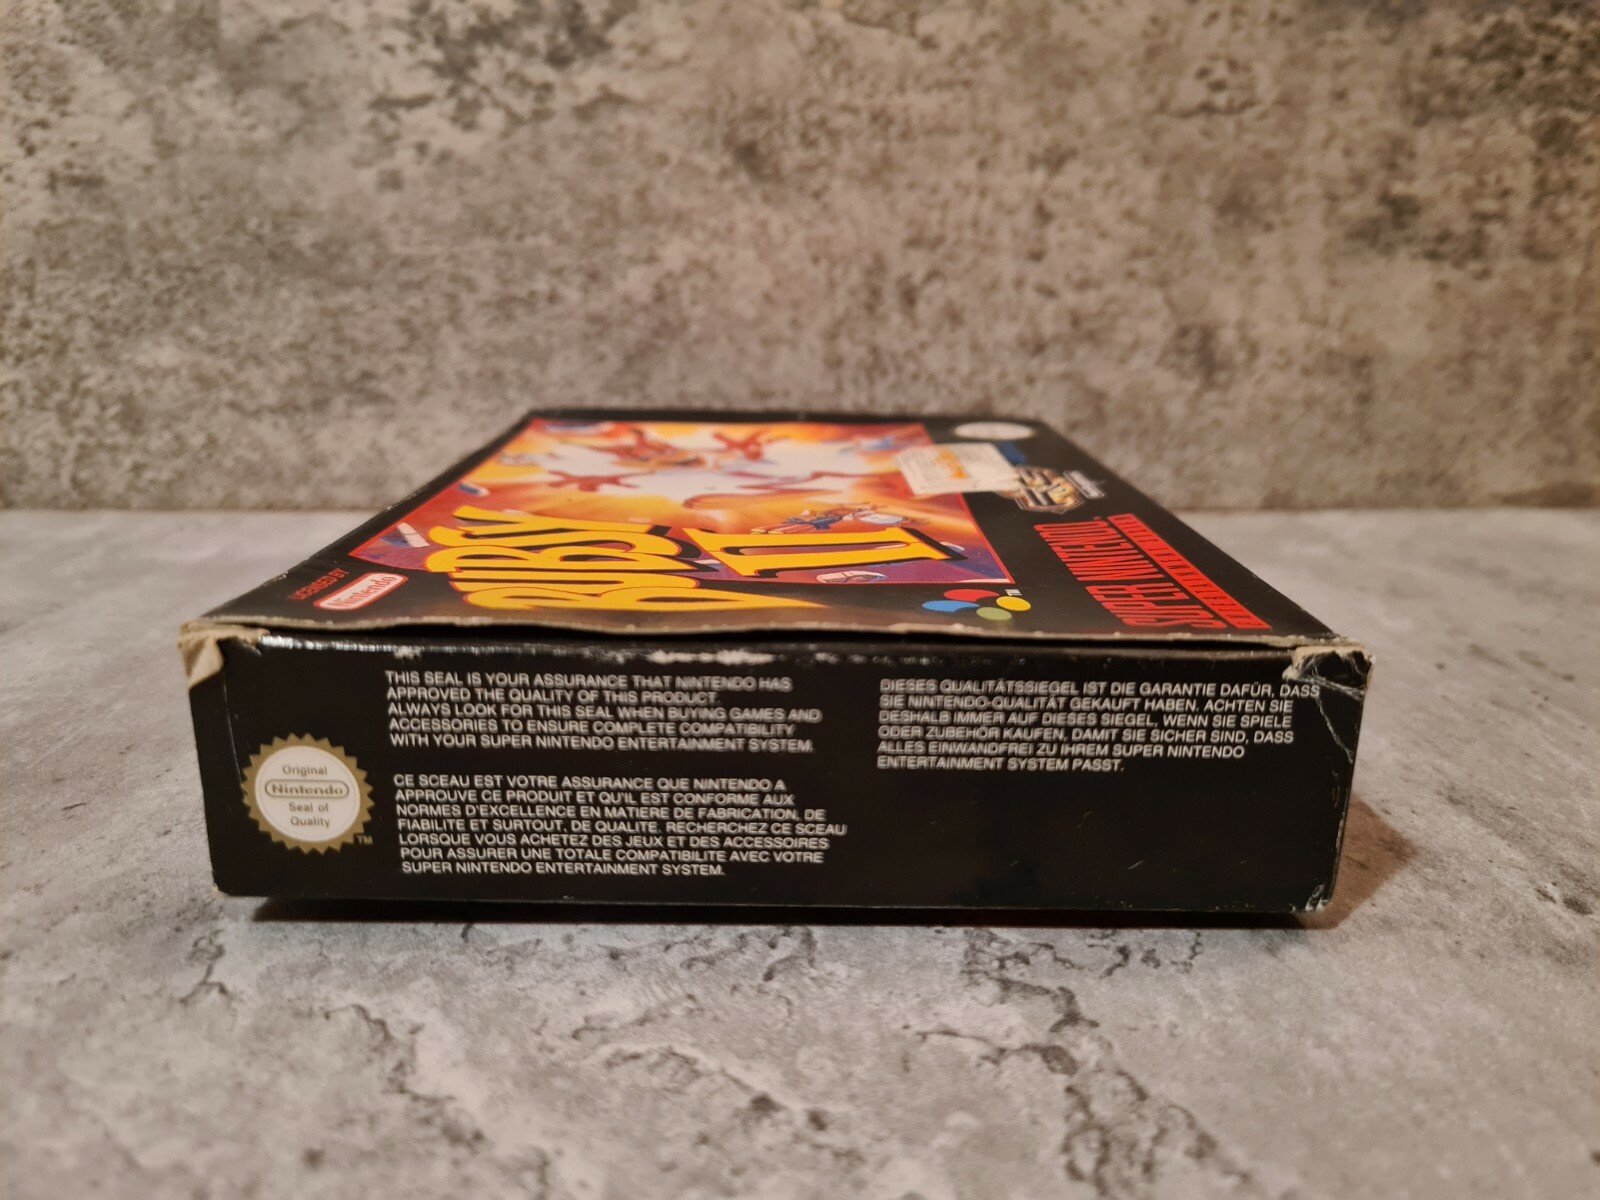 BUBSY
II
LICENSED BY
Nintendo
SUPER NINTENDO
TM
THIS SEAL IS YOUR ASSURANCE THAT NINTENDO HAS
APPROVED THE QUALITY OF THIS PRODUCT.
ALWAYS LOOK FOR THIS SEAL WHEN BUYING GAMES AND
ACCESSORIES TO ENSURE COMPLETE COMPATIBILITY
WITH YOUR SUPER NINTENDO ENTERTAINMENT SYSTEM.
CE SCEAU EST VOTRE ASSURANCE QUE NINTENDO A
APPROUVE CE PRODUIT ET QU'IL EST CONFORME AUX
NORMES D'EXCELLENCE EN MATIERE DE FABRICATION, DE
FIABILITE ET SURTOUT, DE QUALITE. RECHERCHEZ CE SCEAU
LORSQUE VOUS ACHETEZ DES JEUX ET DES ACCESSOIRES
POUR ASSURER UNE TOTALE COMPATIBILITE AVEC VOTRE
SUPER NINTENDO ENTERTAINMENT SYSTEM.
DIESES QUALITÄTSSIEGEL IST DIE GARANTIE DAFÜR, DASS
SIE NINTENDO-QUALITÄT GEKAUFT HABEN. ACHTEN SIE
DESHALB IMMER AUF DIESES SIEGEL, WENN SIE SPIELE
ODER ZUBEHÖR KAUFEN, DAMIT SIE SICHER SIND, DASS
ALLES EINWANDFREI ZU IHREM SUPER NINTENDO
ENTERTAINMENT SYSTEM PASST.
Original
Nintendo
Seal of
Quality
TM